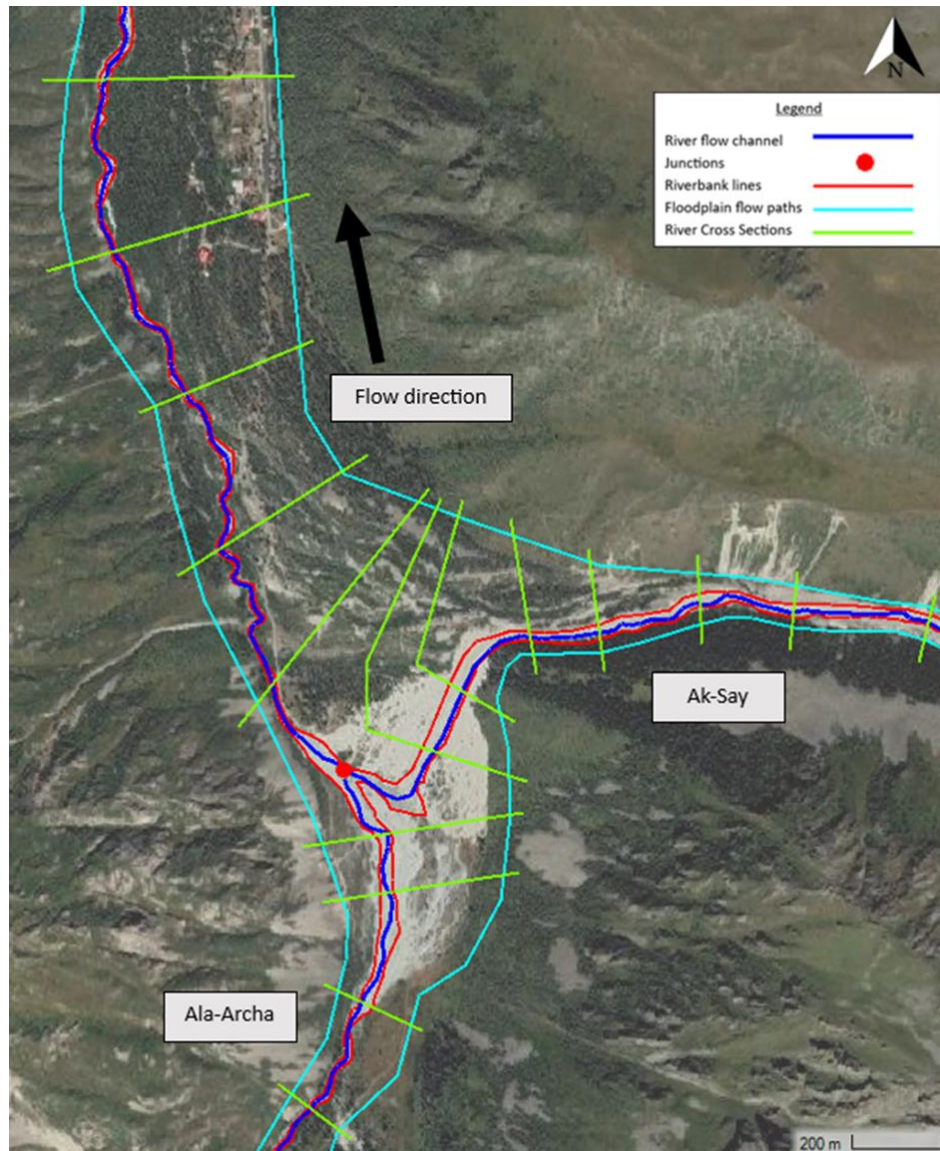 N
Legend
River flow channel
Junctions
Riverbank lines
Floodplain flow paths
River Cross Sections
Flow direction
Ak-Say
Ala-Archa
200 m